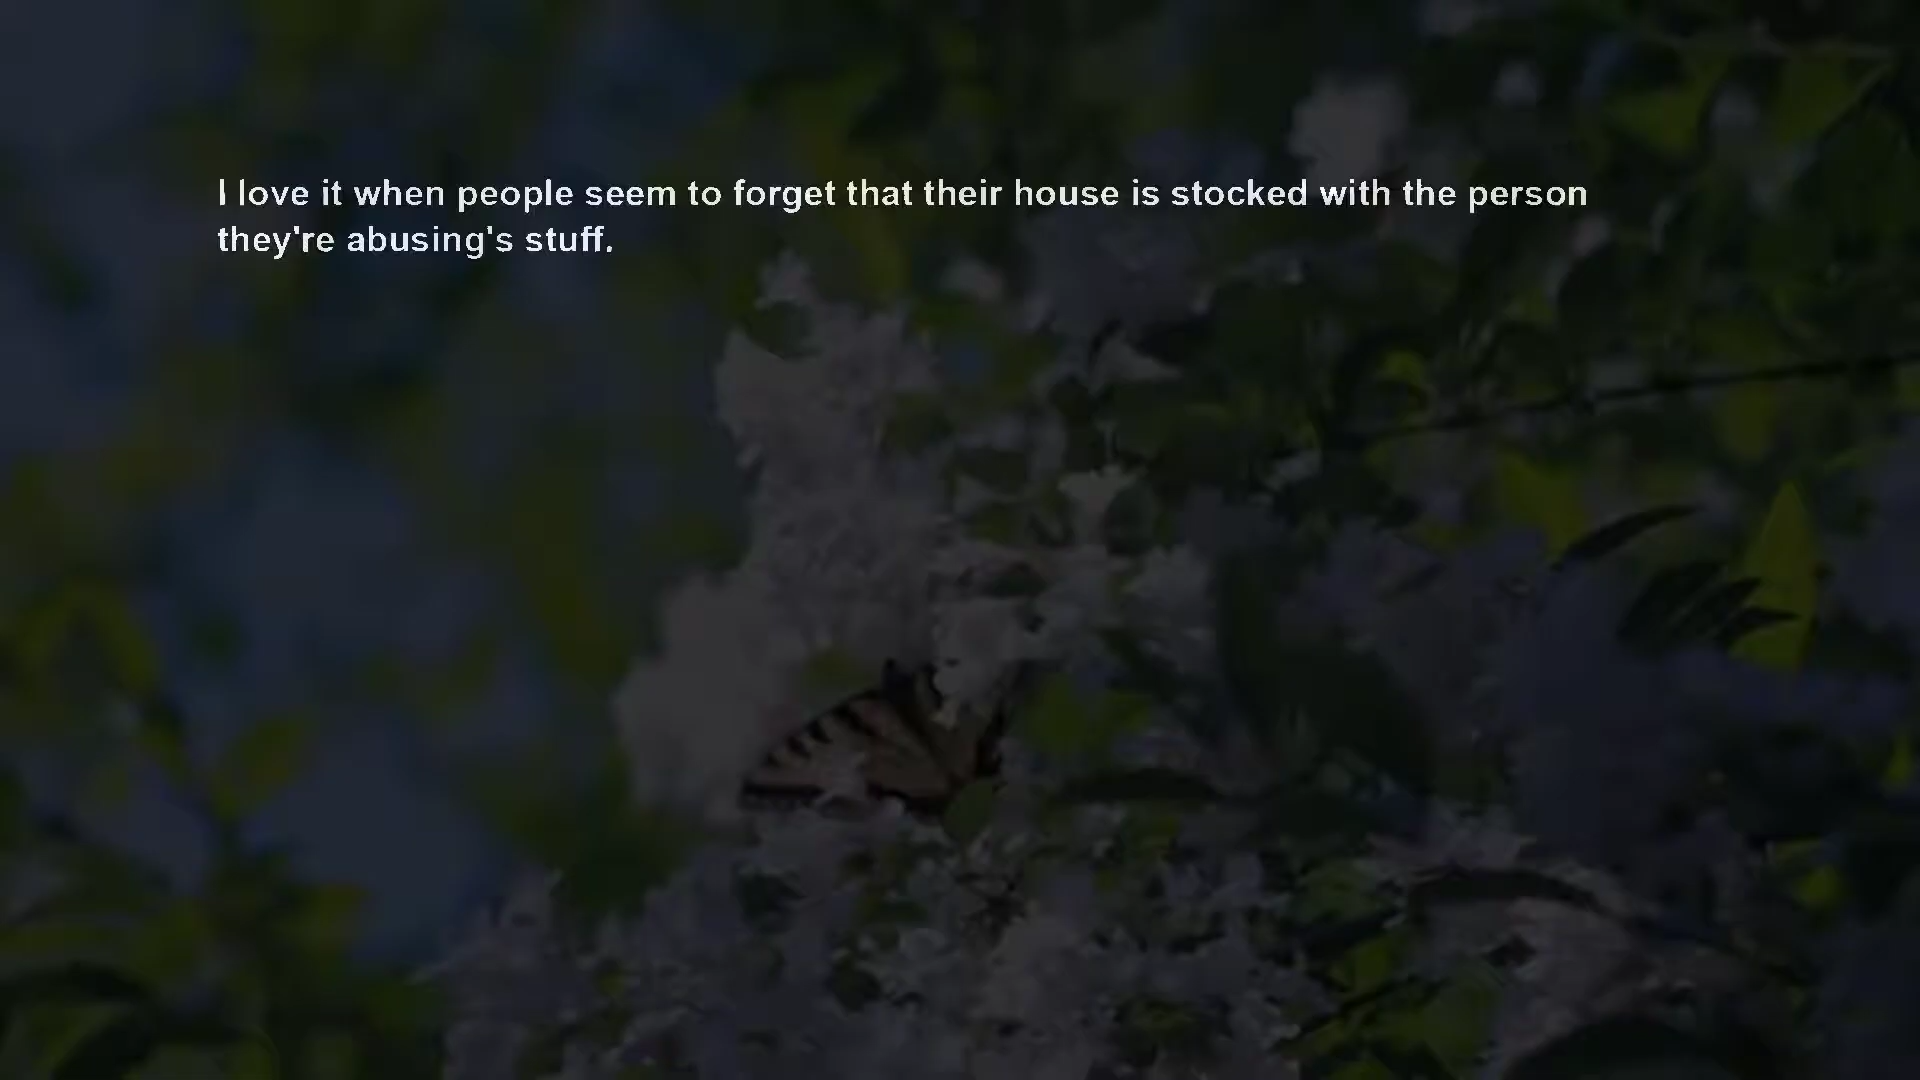 I love it when people seem to forget that their house is stocked with the person
they're abusing's stuff.